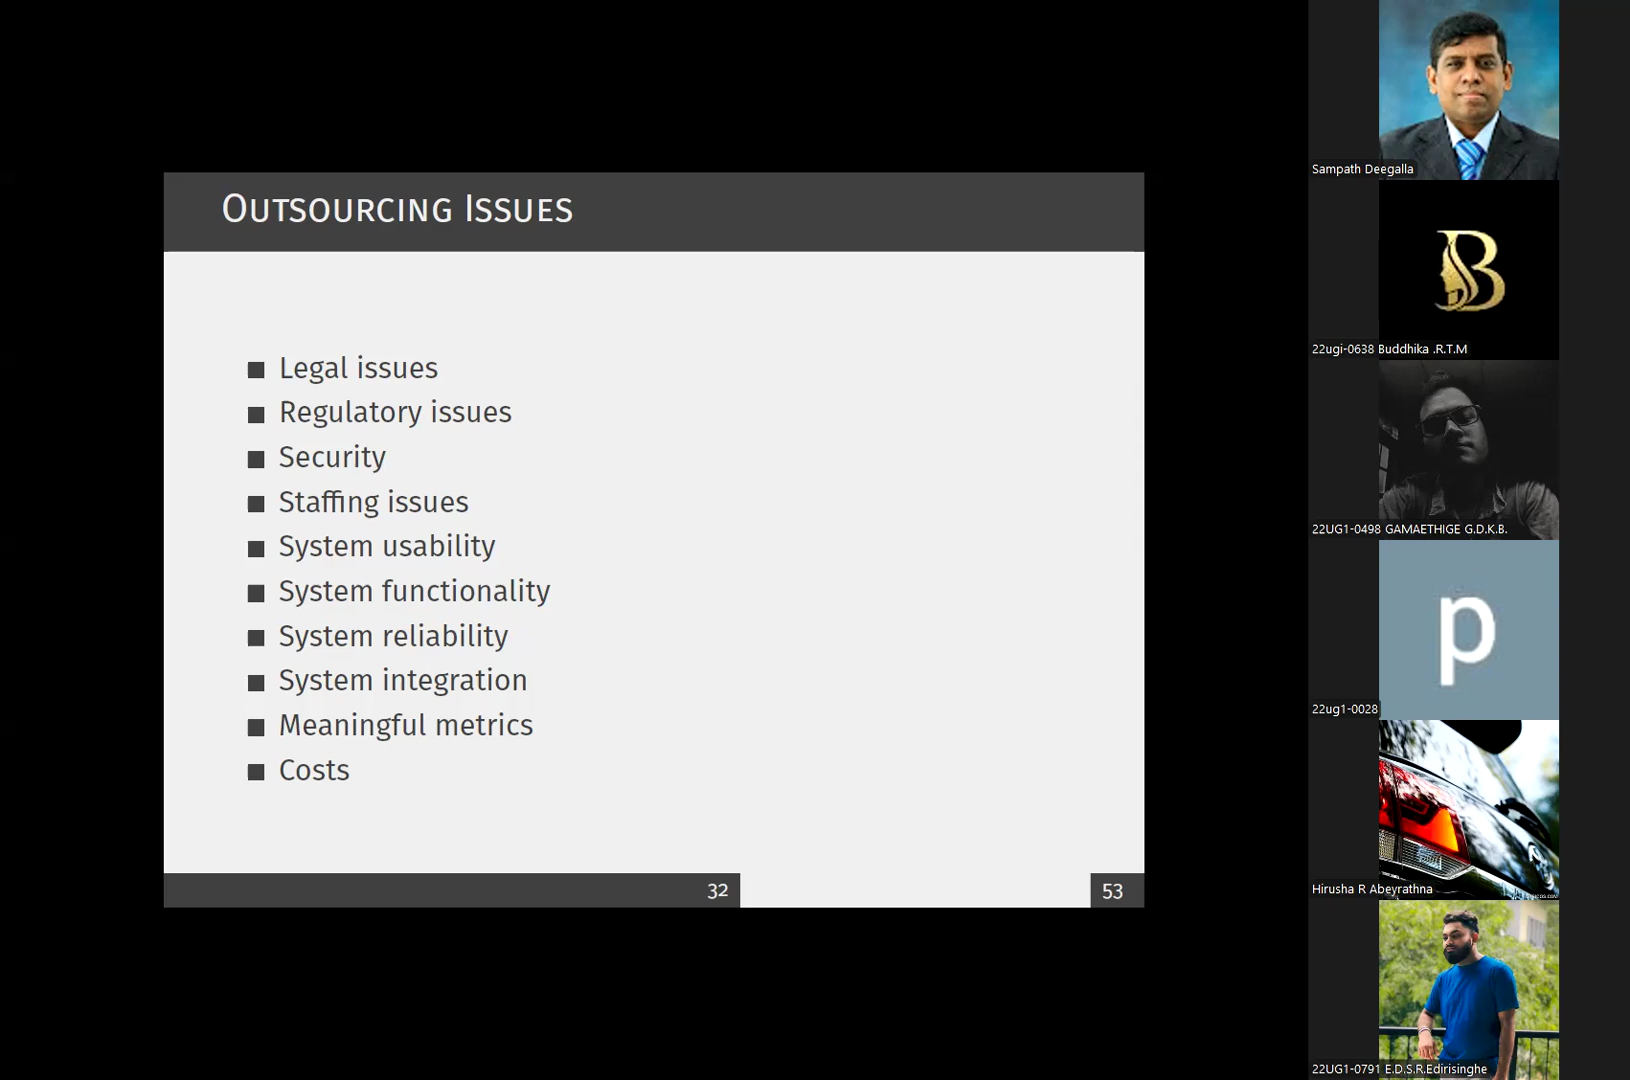 OUTSOURCING ISSUES
Legal issues
Regulatory issues
Security
Staffing issues
System usability
System functionality
System reliability
System integration
Meaningful metrics
Costs
32
53
Sampath Deegalla
B
22ugi-0638 Buddhika .R.T.M
22UG1-0498 GAMAETHIGE G.D.K.B.
p
22ug1-0028
Hirusha R Abeyrathna
22UG1-0791 E.D.S.R.Edirisinghe